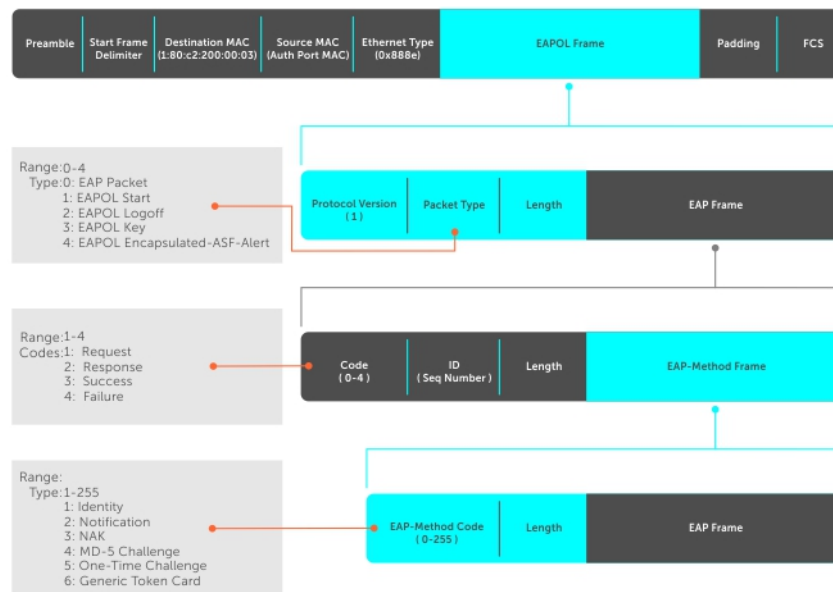 Preamble
Start Frame
Delimiter
Destination MAC
(1:80:c2:200:00:03)
Source MAC
(Auth Port MAC)
Ethernet Type
(0x888e)
EAPOL Frame
Padding
FCS
Range:0-4
Type:0: EAP Packet
1: EAPOL Start
2: EAPOL Logoff
3: EAPOL Key
4: EAPOL Encapsulated-ASF-Alert
Protocol Version
( 1 )
Packet Type
Length
EAP Frame
Range:1-4
Codes:1: Request
2: Response
3: Success
4: Failure
Code
( 0-4 )
ID
( Seq Number )
Length
EAP-Method Frame
Range:
Type:1-255
1: Identity
2: Notification
3: NAK
4: MD-5 Challenge
5: One-Time Challenge
6: Generic Token Card
EAP-Method Code
( 0-255 )
Length
EAP Frame